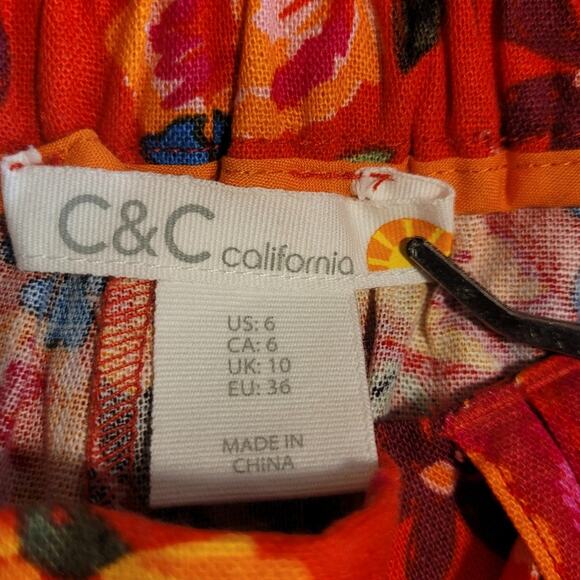 C&C california
US: 6
CA: 6
UK: 10
EU: 36
MADE IN
CHINA